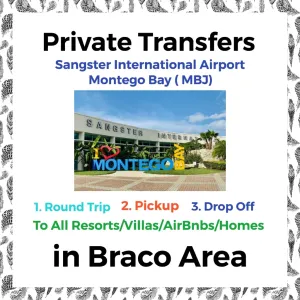 Private Transfers
Sangster International Airport
Montego Bay ( MBJ)
SANGSTER INTERNA
I
MONTEGO BAY
1. Round Trip 2. Pickup 3. Drop Off
To All Resorts/Villas/AirBnbs/Homes
in Braco Area